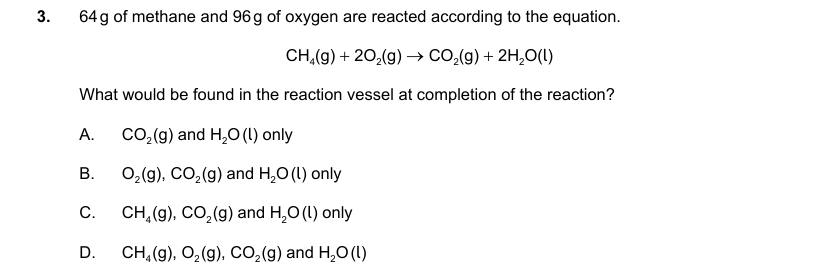 3. 64 g of methane and 96 g of oxygen are reacted according to the equation.
CH₄(g) + 2O₂(g) → CO₂(g) + 2H₂O(l)
What would be found in the reaction vessel at completion of the reaction?
A. CO₂(g) and H₂O(l) only
B. O₂(g), CO₂(g) and H₂O(l) only
C. CH₄(g), CO₂(g) and H₂O(l) only
D. CH₄(g), O₂(g), CO₂(g) and H₂O(l)